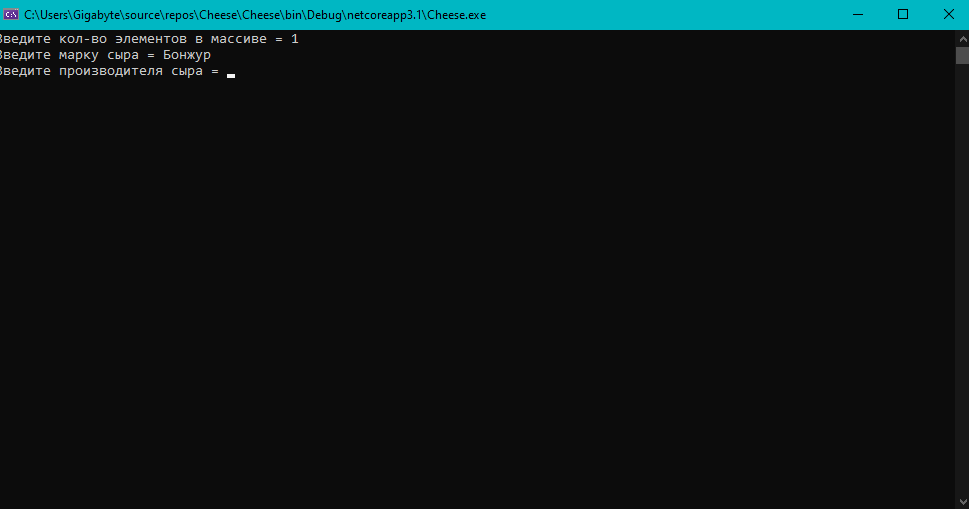 C:\Users\Gigabyte\source\repos\Cheese\Cheese\bin\Debug\netcoreapp3.1\Cheese.exe
Введите кол-во элементов в массиве = 1
Введите марку сыра = Бонжур
Введите производителя сыра =